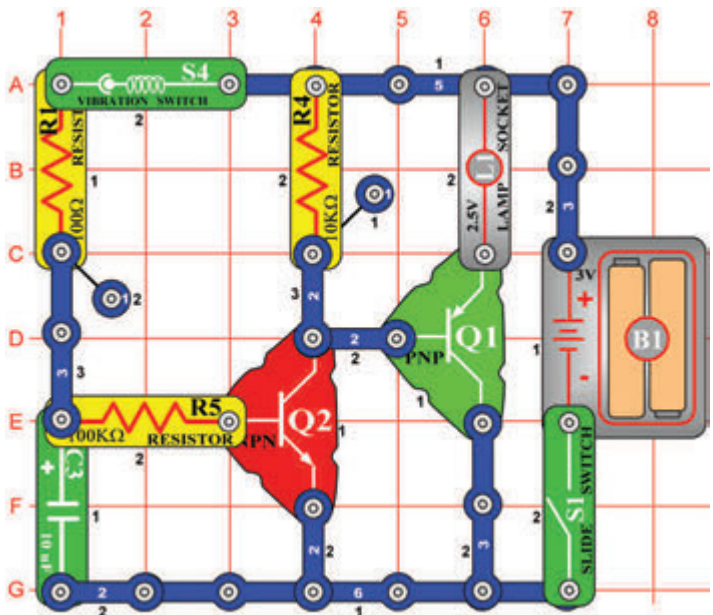 1 2 3 4 5 6 7 8
A
B
C
D
E
F
G
S4
VIBRATION SWITCH
2
1
5
R1
RESIST
100Ω
1
R4
RESISTOR
10KΩ
2
1
1
L1
LAMP SOCKET
2.5V
2
2
3
1
2
3
2
3V
+
-
B1
1
2
2
3
3
Q1
PNP
1
R5
100KΩ
RESISTOR
2
NPN
Q2
1
C3
+
1
S1
SLIDE SWITCH
2
2
2
2
3
2
2
6
1